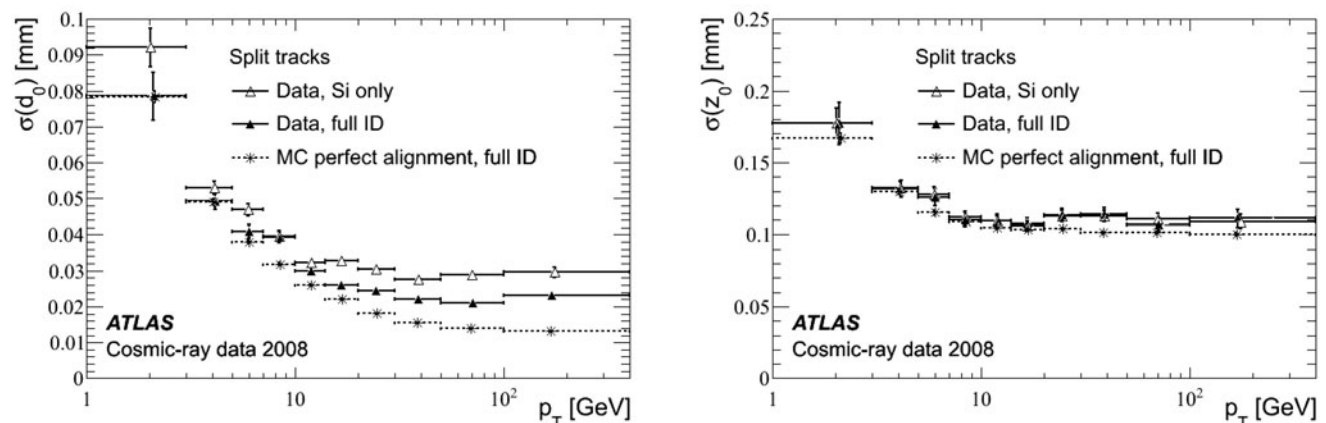 σ(d0) [mm]
0.1
0.09
0.08
0.07
0.06
0.05
0.04
0.03
0.02
0.01
0
Split tracks
Data, Si only
Data, full ID
MC perfect alignment, full ID
ATLAS
Cosmic-ray data 2008
1
10
10²
pT [GeV]
σ(z0) [mm]
0.25
0.2
0.15
0.1
0.05
0
Split tracks
Data, Si only
Data, full ID
MC perfect alignment, full ID
ATLAS
Cosmic-ray data 2008
1
10
10²
pT [GeV]